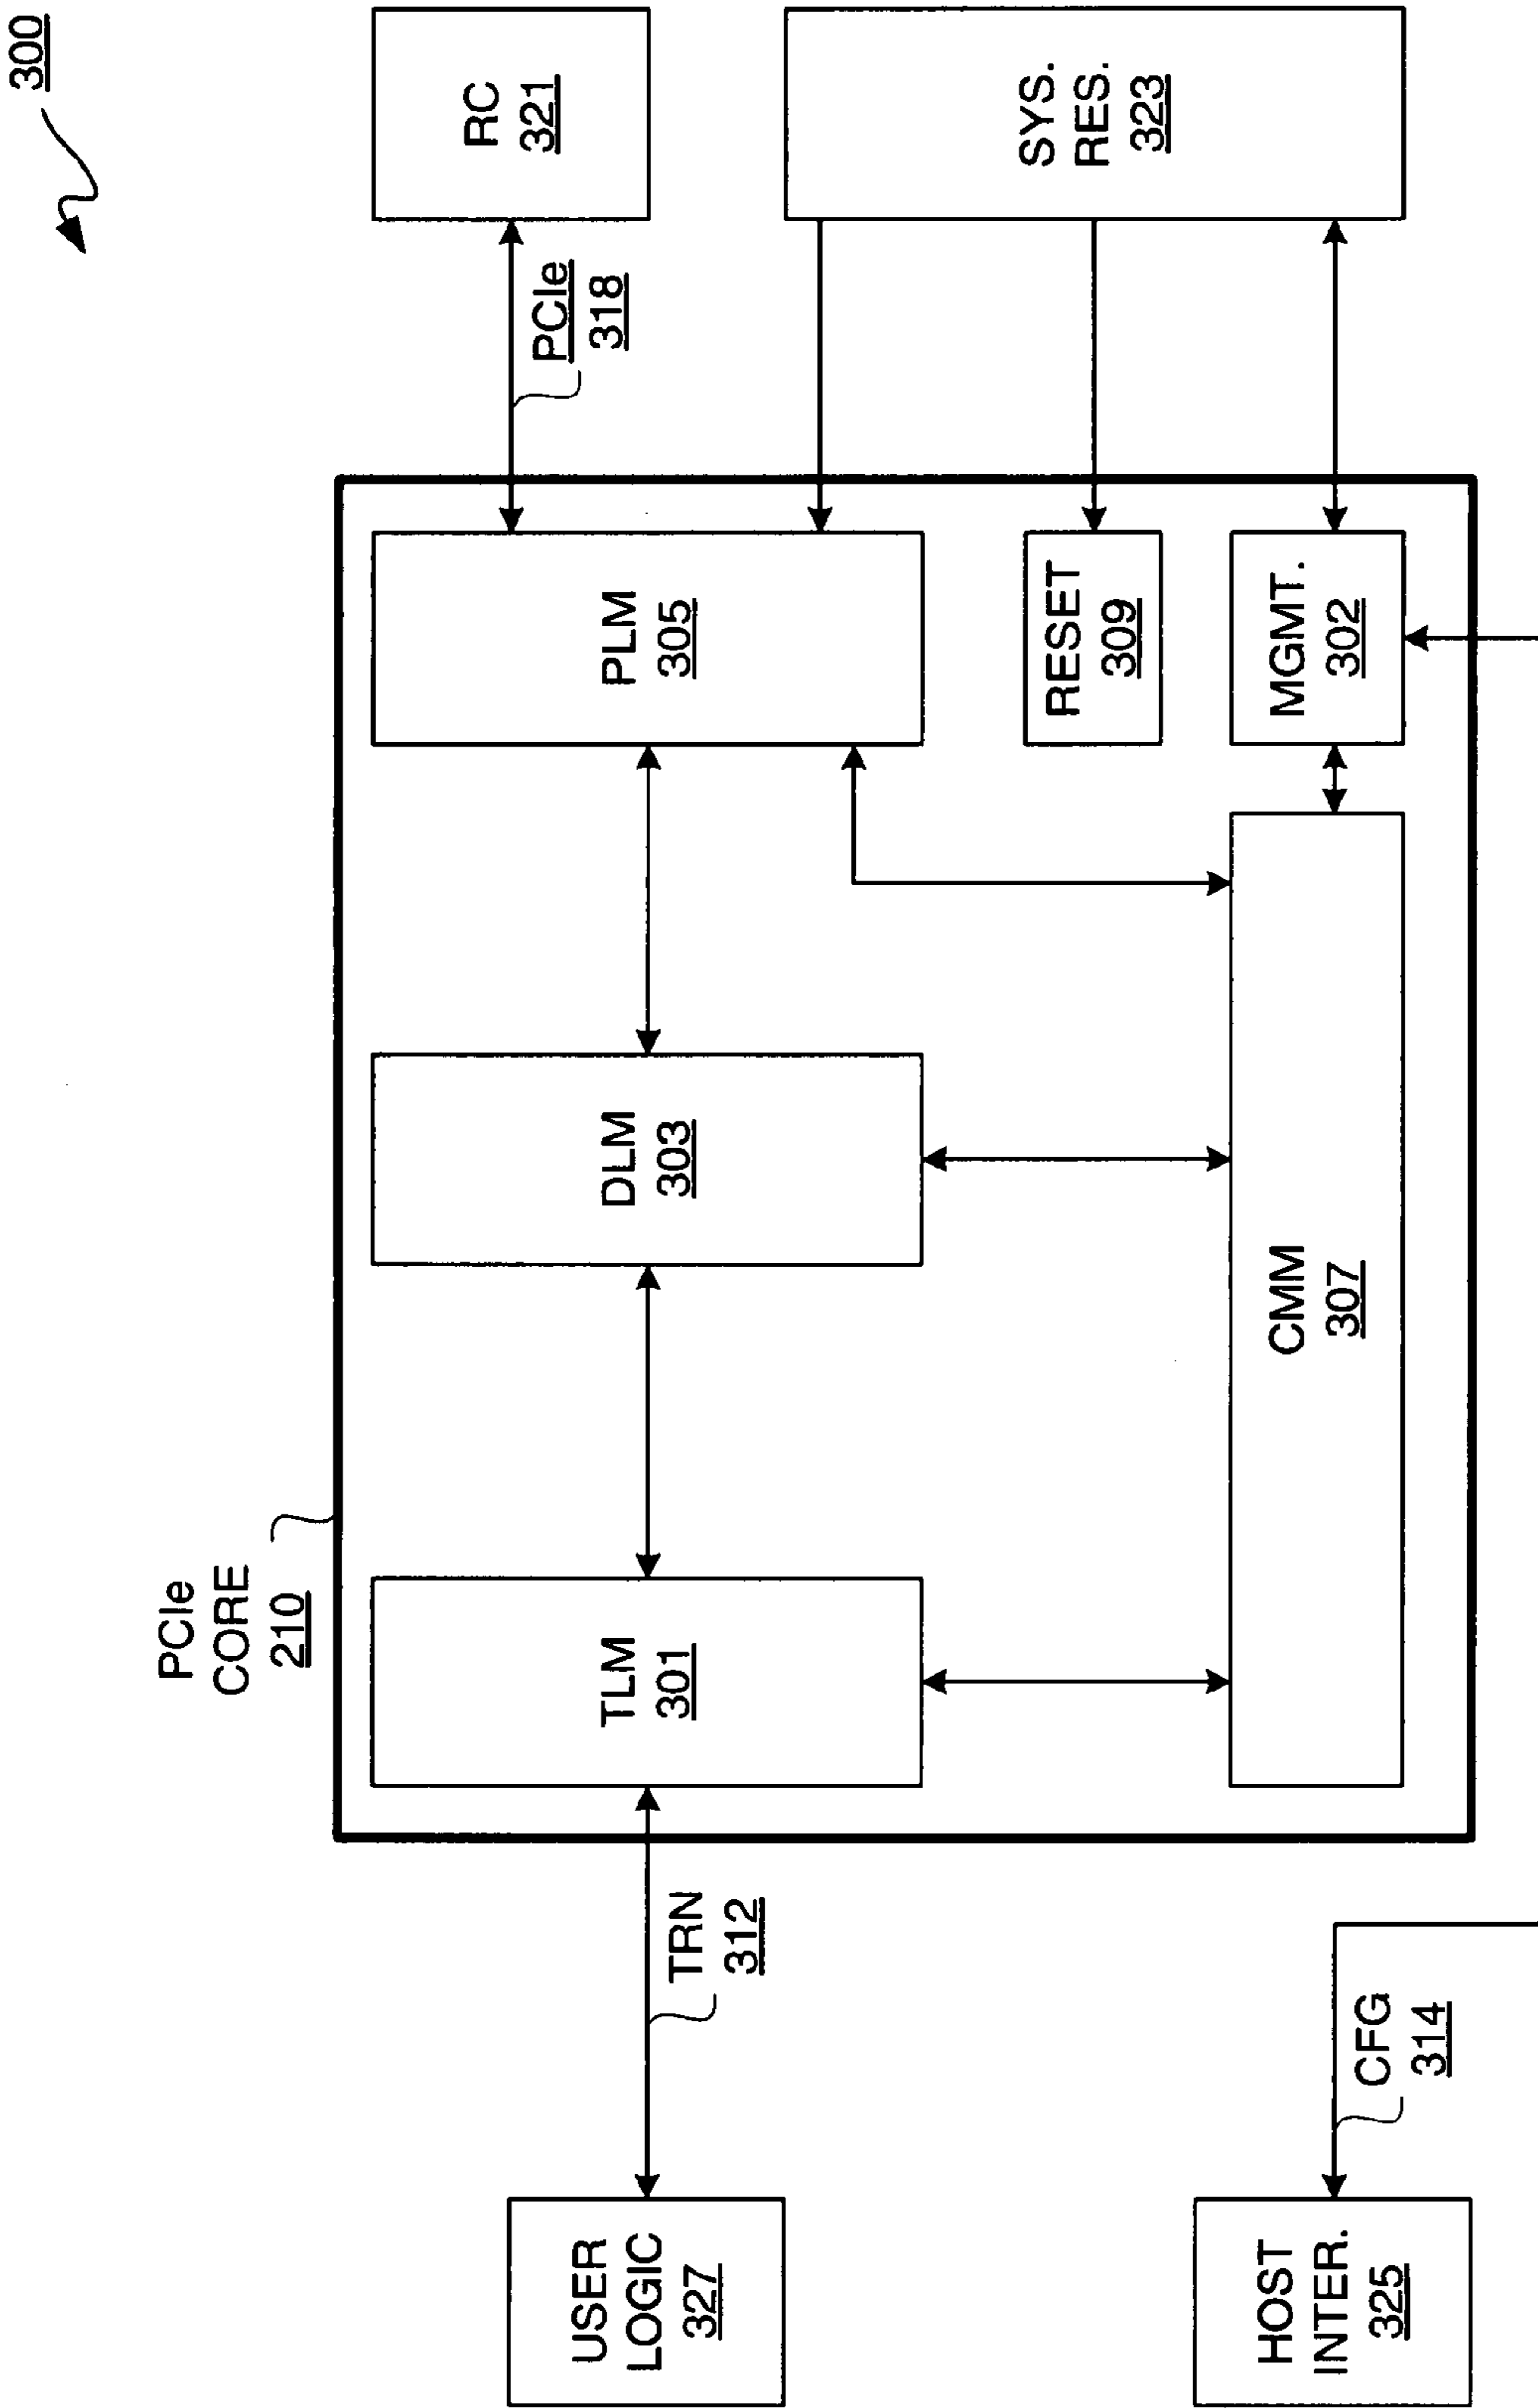 300
PCIe
CORE
210
USER
LOGIC
327
TRN
312
TLM
301
DLM
303
PLM
305
PCIe
318
RC
321
HOST
INTER.
325
CFG
314
CMM
307
RESET
309
MGMT.
302
SYS.
RES.
323